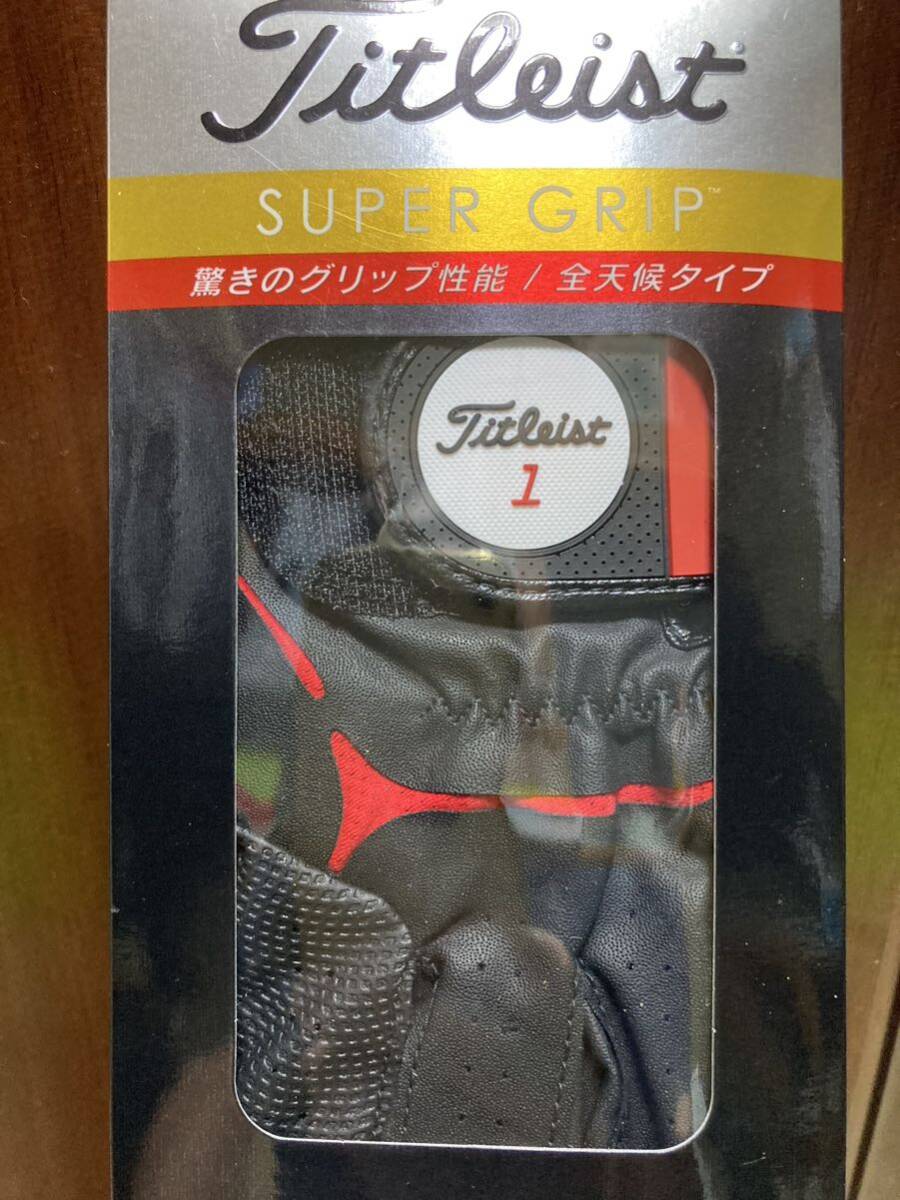 Titleist®
SUPER GRIP™
驚きのグリップ性能 / 全天候タイプ
Titleist
1